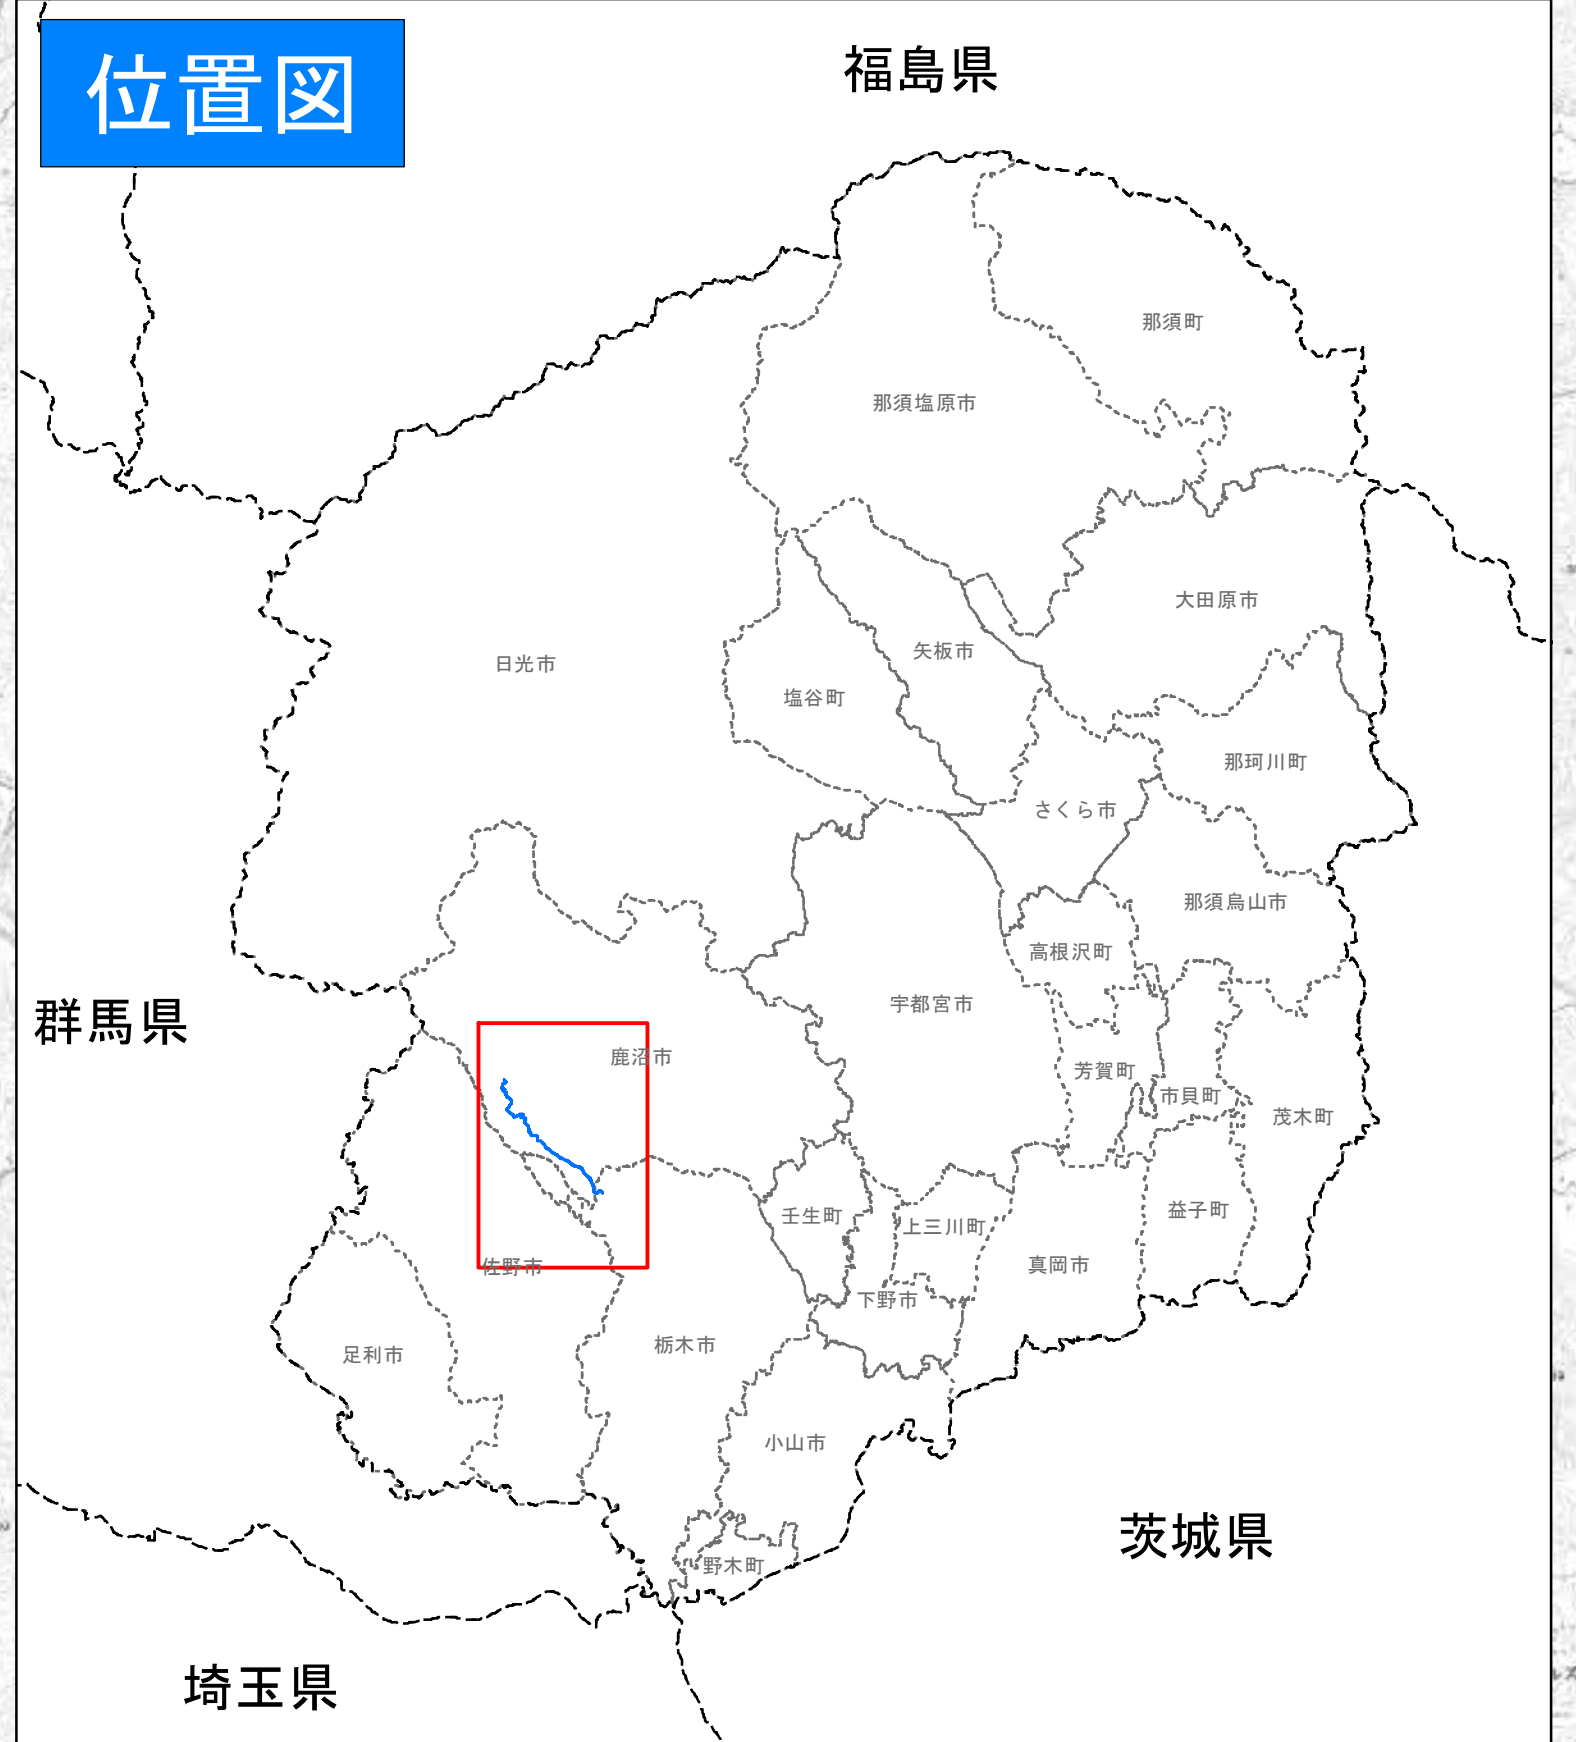 位置図
福島県
那須町
那須塩原市
大田原市
矢板市
日光市
塩谷町
那珂川町
さくら市
那須烏山市
高根沢町
宇都宮市
群馬県
鹿沼市
芳賀町
市貝町
茂木町
益子町
壬生町
上三川町
真岡市
佐野市
下野市
栃木市
足利市
小山市
茨城県
野木町
埼玉県